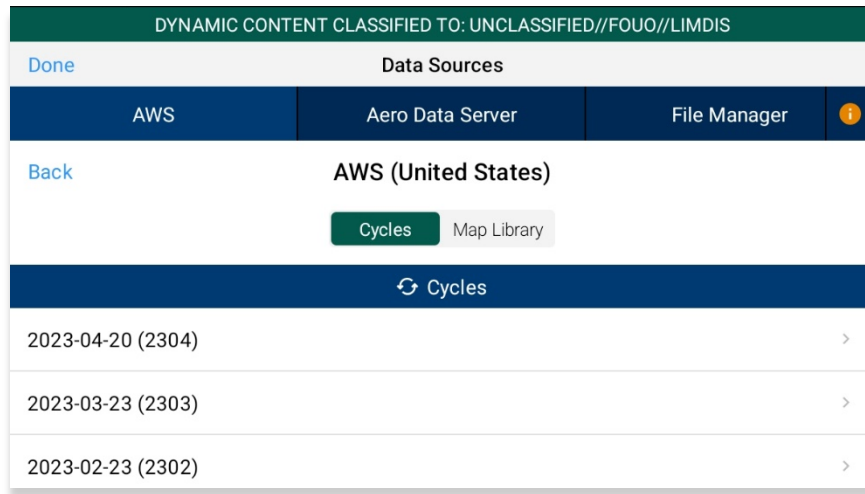 DYNAMIC CONTENT CLASSIFIED TO: UNCLASSIFIED//FOUO//LIMDIS
Done Data Sources
AWS Aero Data Server File Manager
Back AWS (United States)
Cycles Map Library
Cycles
2023-04-20 (2304)
2023-03-23 (2303)
2023-02-23 (2302)